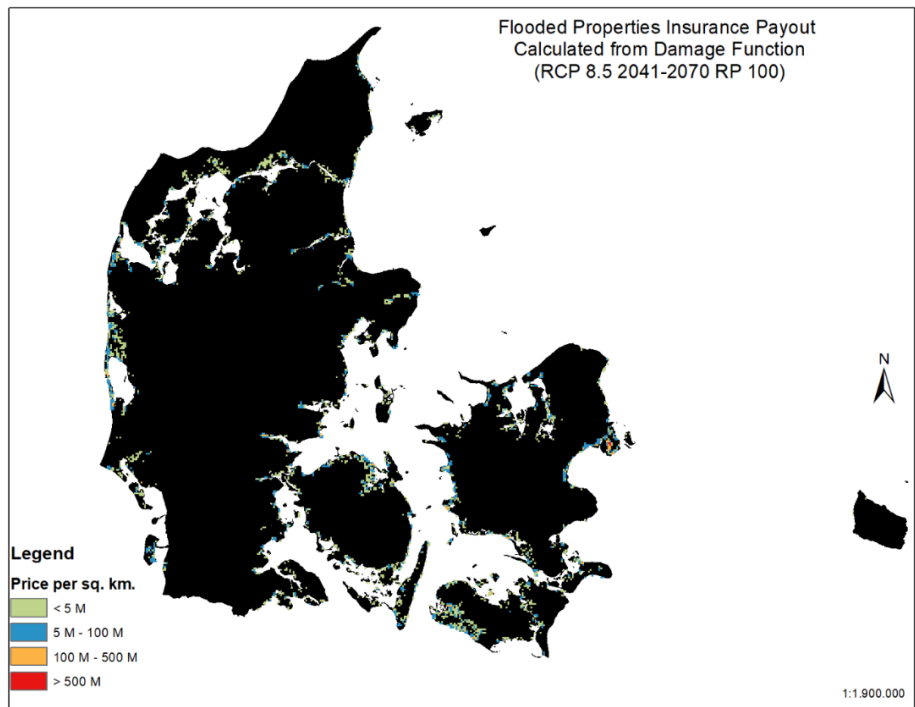 Flooded Properties Insurance Payout
Calculated from Damage Function
(RCP 8.5 2041-2070 RP 100)
N
Legend
Price per sq. km.
< 5 M
5 M - 100 M
100 M - 500 M
> 500 M
1:1.900.000